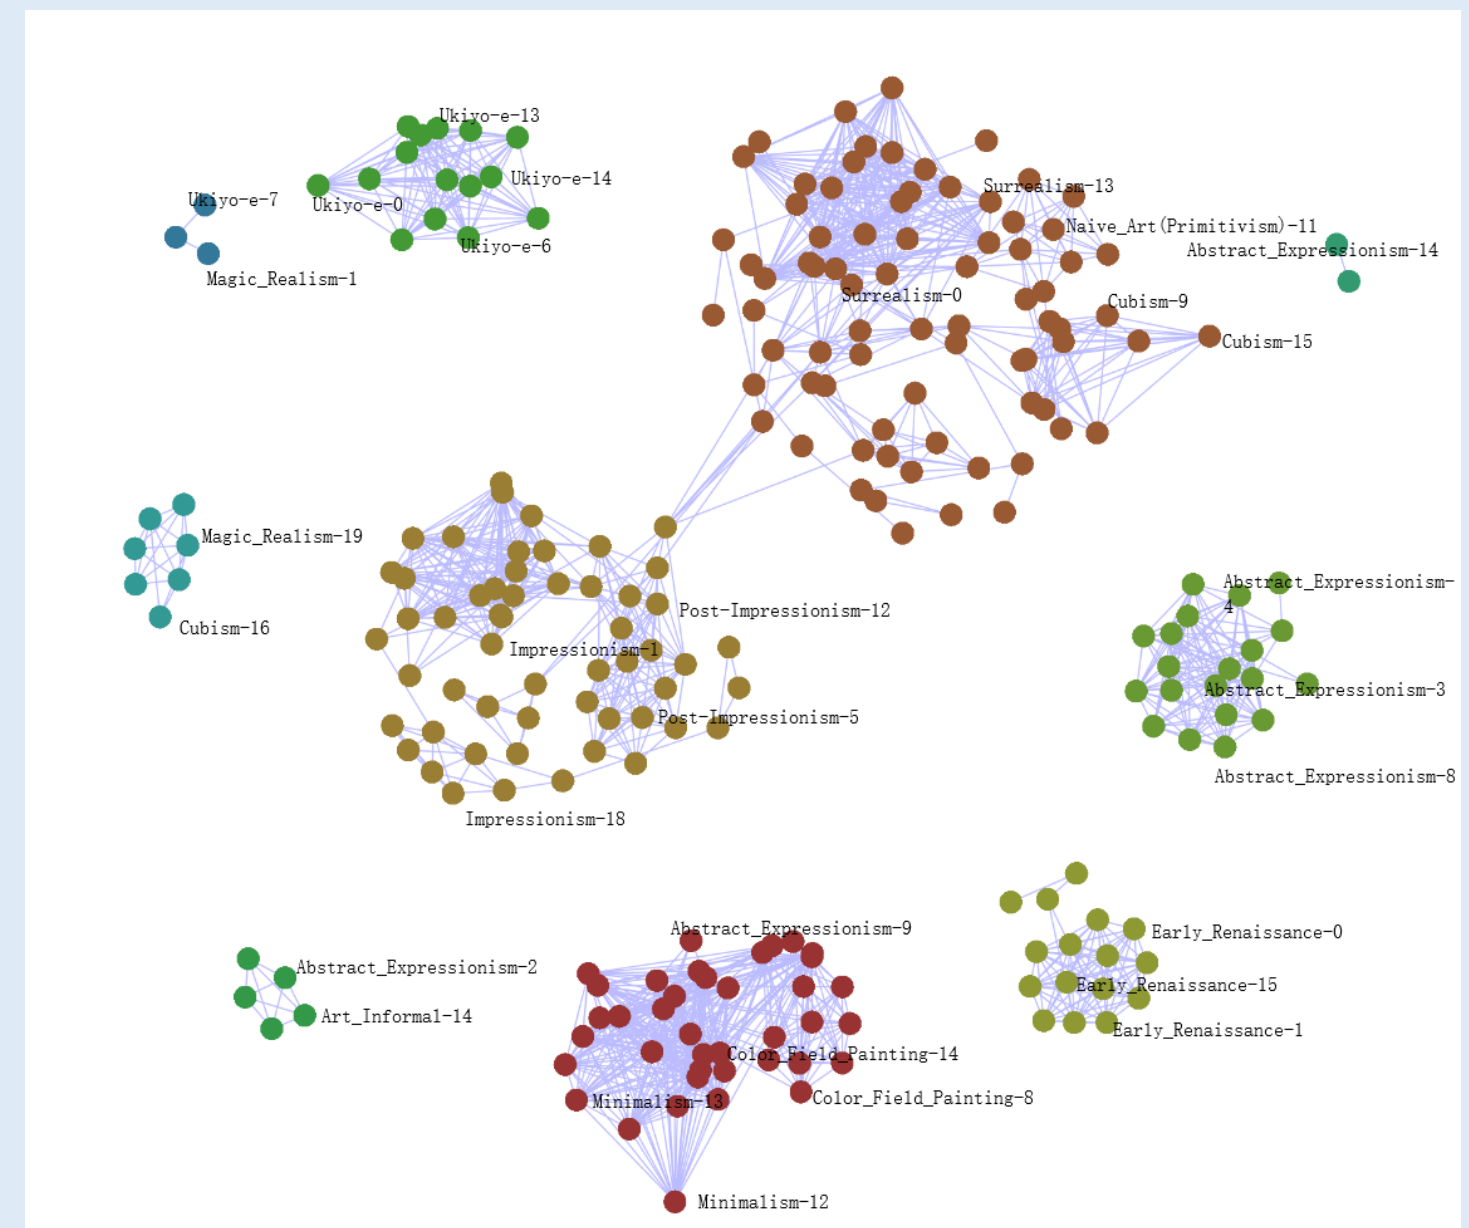 Ukiyo-e-13
Ukiyo-e-14
Surrealism-13
Ukiyo-e-7
Ukiyo-e-0
Naive_Art(Primitivism)-11
Ukiyo-e-6
Abstract_Expressionism-14
Magic_Realism-1
Surrealism-0
Cubism-9
Cubism-15
Magic_Realism-19
Abstract_Expressionism-
4
Post-Impressionism-12
Cubism-16
Impressionism-1
Abstract_Expressionism-3
Post-Impressionism-5
Abstract_Expressionism-8
Impressionism-18
Abstract_Expressionism-9
Early_Renaissance-0
Abstract_Expressionism-2
Early_Renaissance-15
Art_Informal-14
Early_Renaissance-1
Color_Field_Painting-14
Minimalism-13
Color_Field_Painting-8
Minimalism-12